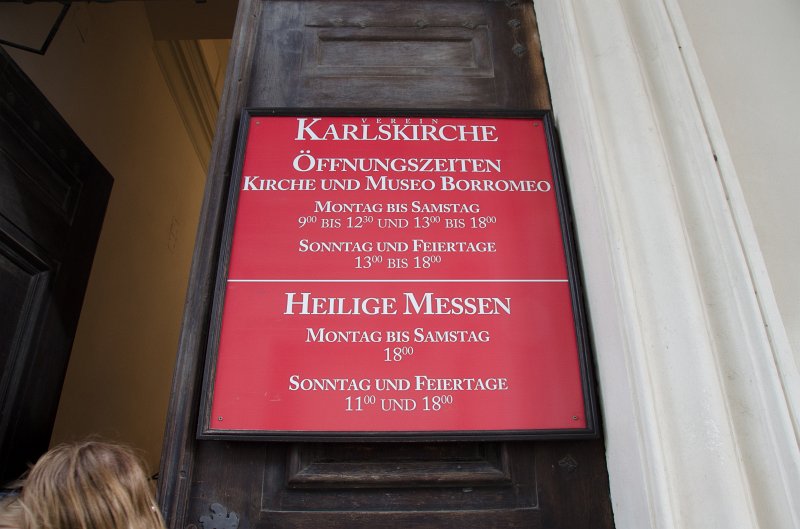 VEREIN
KARLSKIRCHE
ÖFFNUNGSZEITEN
KIRCHE UND MUSEO BORROMEO
MONTAG BIS SAMSTAG
9⁰⁰ BIS 12³⁰ UND 13⁰⁰ BIS 18⁰⁰
SONNTAG UND FEIERTAGE
13⁰⁰ BIS 18⁰⁰
HEILIGE MESSEN
MONTAG BIS SAMSTAG
18⁰⁰
SONNTAG UND FEIERTAGE
11⁰⁰ UND 18⁰⁰